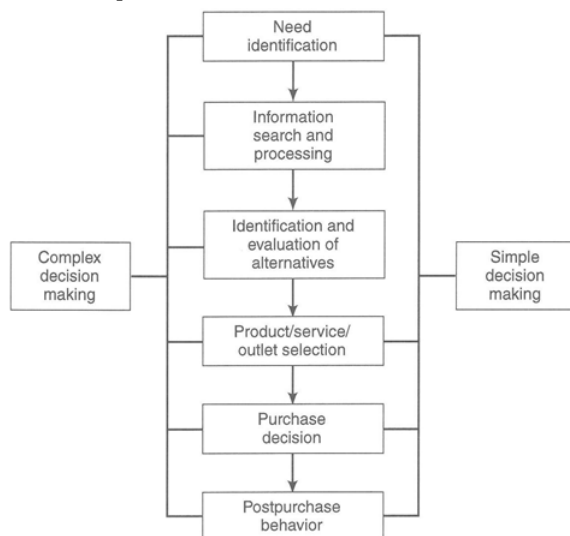 Need
identification
Information
search and
processing
Identification and
evaluation of
alternatives
Complex
decision
making
Simple
decision
making
Product/service/
outlet selection
Purchase
decision
Postpurchase
behavior